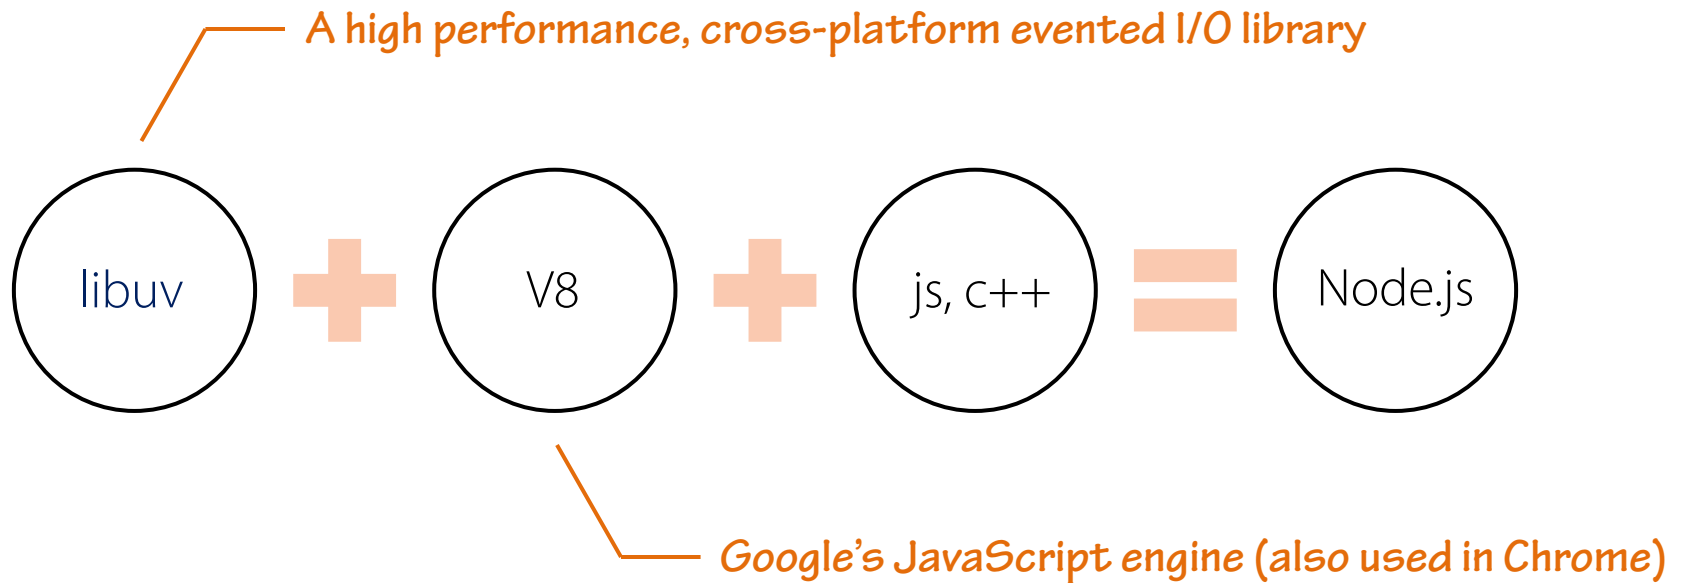 A high performance, cross-platform evented I/O library
libuv
V8
js, c++
Node.js
Google's JavaScript engine (also used in Chrome)